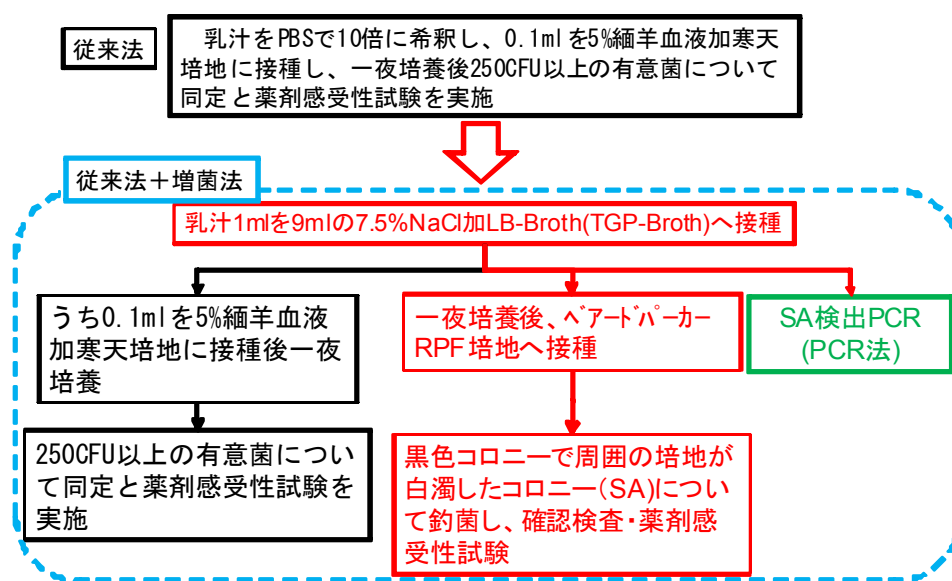 従来法
乳汁をPBSで10倍に希釈し、0.1mlを5%緬羊血液加寒天
培地に接種し、一夜培養後250CFU以上の有意菌について
同定と薬剤感受性試験を実施
従来法+増菌法
乳汁1mlを9mlの7.5%NaCl加LB-Broth(TGP-Broth)へ接種
うち0.1mlを5%緬羊血液
加寒天培地に接種後一夜
培養
一夜培養後、ベアードパーカー
RPF培地へ接種
SA検出PCR
(PCR法)
250CFU以上の有意菌につい
て同定と薬剤感受性試験を
実施
黒色コロニーで周囲の培地が
白濁したコロニー(SA)につい
て釣菌し、確認検査・薬剤感
受性試験